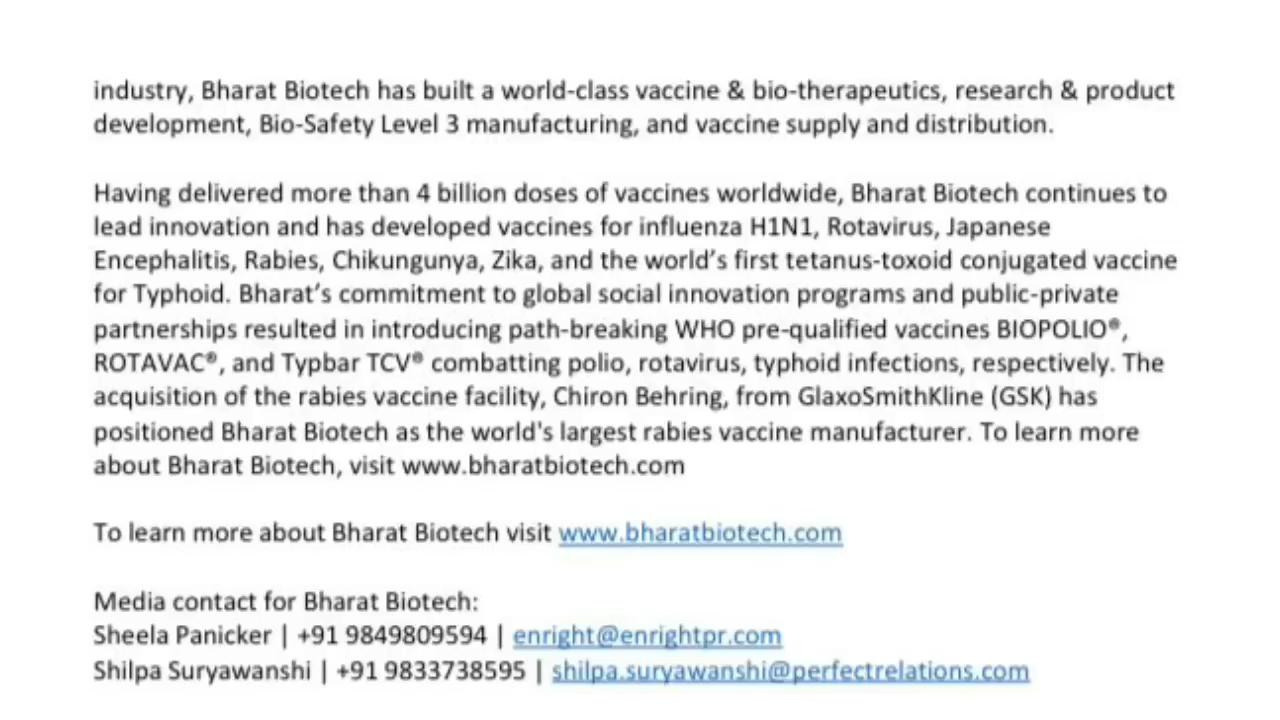 industry, Bharat Biotech has built a world-class vaccine & bio-therapeutics, research & product
development, Bio-Safety Level 3 manufacturing, and vaccine supply and distribution.
Having delivered more than 4 billion doses of vaccines worldwide, Bharat Biotech continues to
lead innovation and has developed vaccines for influenza H1N1, Rotavirus, Japanese
Encephalitis, Rabies, Chikungunya, Zika, and the world's first tetanus-toxoid conjugated vaccine
for Typhoid. Bharat's commitment to global social innovation programs and public-private
partnerships resulted in introducing path-breaking WHO pre-qualified vaccines BIOPOLIO®,
ROTAVAC®, and Typbar TCV® combatting polio, rotavirus, typhoid infections, respectively. The
acquisition of the rabies vaccine facility, Chiron Behring, from GlaxoSmithKline (GSK) has
positioned Bharat Biotech as the world's largest rabies vaccine manufacturer. To learn more
about Bharat Biotech, visit www.bharatbiotech.com
To learn more about Bharat Biotech visit www.bharatbiotech.com
Media contact for Bharat Biotech:
Sheela Panicker | +91 9849809594 | enright@enrightpr.com
Shilpa Suryawanshi | +91 9833738595 | shilpa.suryawanshi@perfectrelations.com